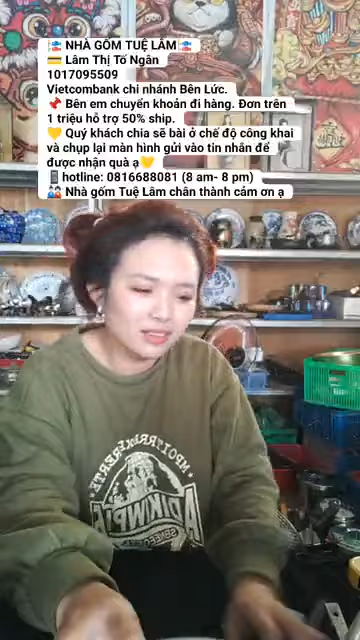 🎏 NHÀ GỐM TUỆ LÂM🎏
💳 Lâm Thị Tố Ngân
1017095509
Vietcombank chi nhánh Bên Lức.
📌 Bên em chuyển khoản đi hàng. Đơn trên
1 triệu hỗ trợ 50% ship.
💛 Quý khách chia sẽ bài ở chế độ công khai
và chụp lại màn hình gửi vào tin nhắn để
được nhận quà ạ💛
📱hotline: 0816688081 (8 am- 8 pm)
🎎 Nhà gốm Tuệ Lâm chân thành cảm ơn ạ